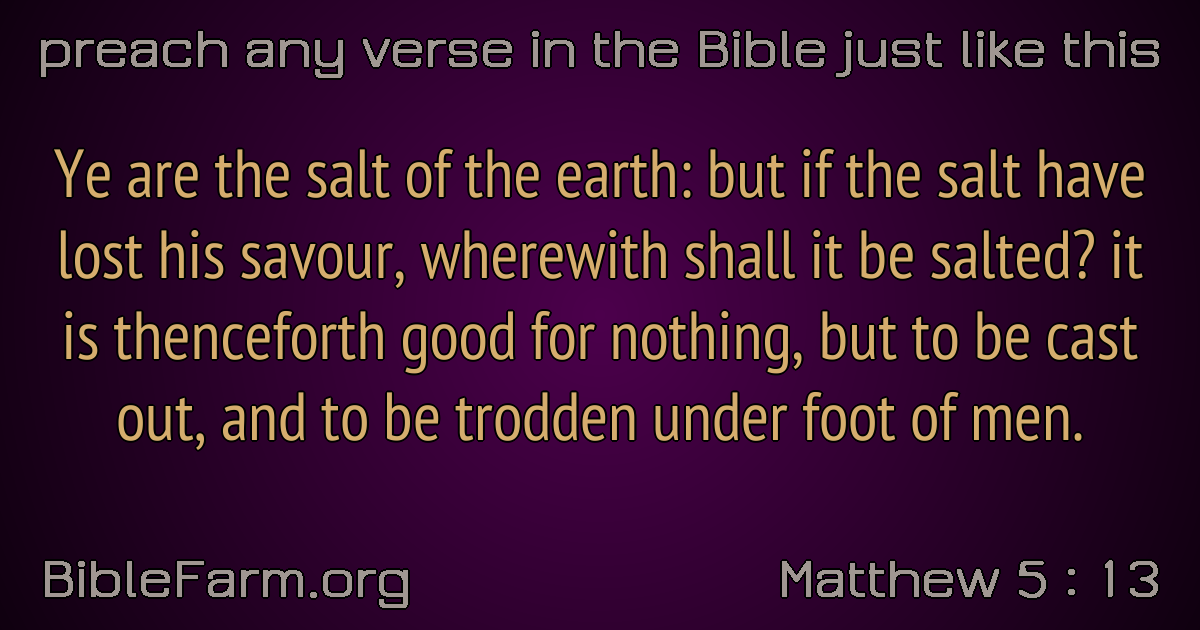 preach any verse in the Bible just like this
Ye are the salt of the earth: but if the salt have
lost his savour, wherewith shall it be salted? it
is thenceforth good for nothing, but to be cast
out, and to be trodden under foot of men.
BibleFarm.org
Matthew 5 : 13